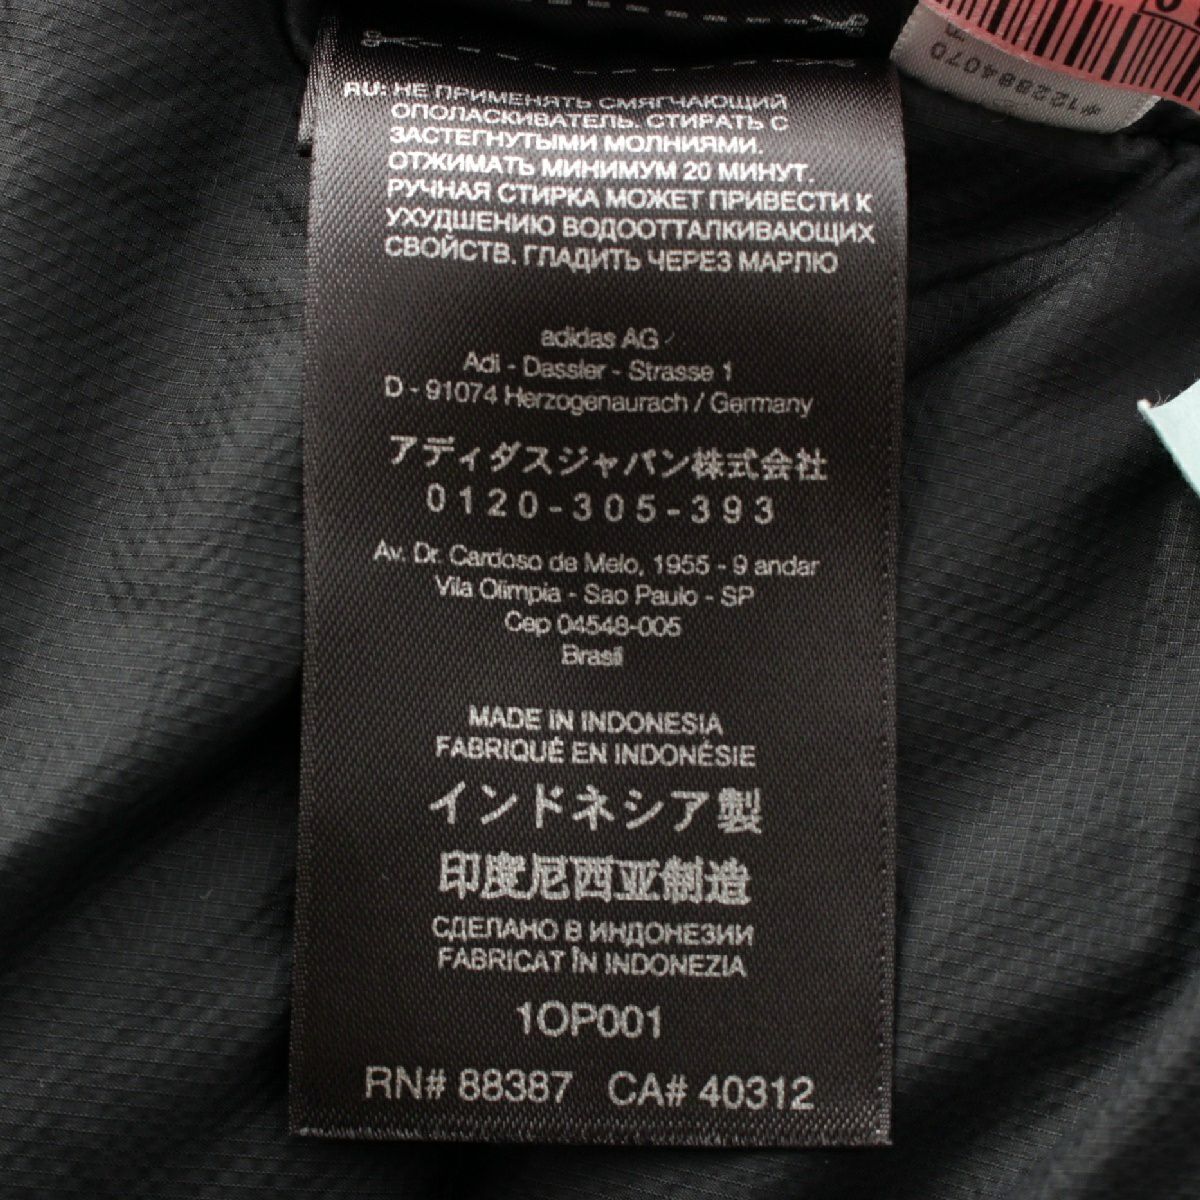 RU: НЕ ПРИМЕНЯТЬ СМЯГЧАЮЩИЙ
ОПОЛАСКИВАТЕЛЬ. СТИРАТЬ С
ЗАСТЕГНУТЫМИ МОЛНИЯМИ.
ОТЖИМАТЬ МИНИМУМ 20 МИНУТ.
РУЧНАЯ СТИРКА МОЖЕТ ПРИВЕСТИ К
УХУДШЕНИЮ ВОДООТТАЛКИВАЮЩИХ
СВОЙСТВ. ГЛАДИТЬ ЧЕРЕЗ МАРЛЮ
adidas AG
Adi - Dassler - Strasse 1
D - 91074 Herzogenaurach / Germany
アディダスジャパン株式会社
0120-305-393
Av. Dr. Cardoso de Melo, 1955 - 9 andar
Vila Olímpia - Sao Paulo - SP
Cep 04548-005
Brasil
MADE IN INDONESIA
FABRIQUÉ EN INDONÉSIE
インドネシア製
印度尼西亚制造
СДЕЛАНО В ИНДОНЕЗИИ
FABRICAT ÎN INDONEZIA
1OP001
RN# 88387 CA# 40312
#122884070